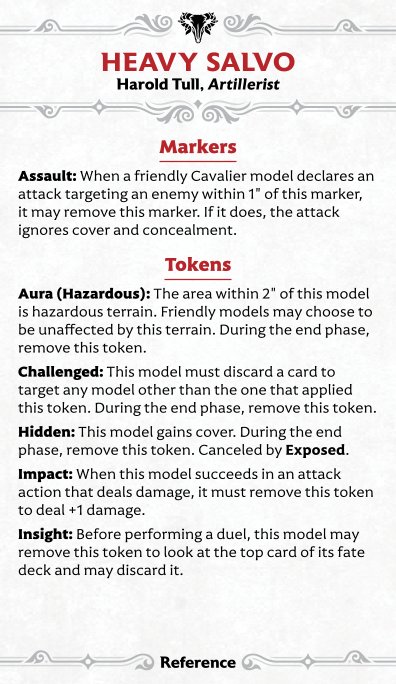 HEAVY SALVO
Harold Tull, Artillerist
Markers
Assault: When a friendly Cavalier model declares an
attack targeting an enemy within 1" of this marker,
it may remove this marker. If it does, the attack
ignores cover and concealment.
Tokens
Aura (Hazardous): The area within 2" of this model
is hazardous terrain. Friendly models may choose to
be unaffected by this terrain. During the end phase,
remove this token.
Challenged: This model must discard a card to
target any model other than the one that applied
this token. During the end phase, remove this token.
Hidden: This model gains cover. During the end
phase, remove this token. Canceled by Exposed.
Impact: When this model succeeds in an attack
action that deals damage, it must remove this token
to deal +1 damage.
Insight: Before performing a duel, this model may
remove this token to look at the top card of its fate
deck and may discard it.
Reference